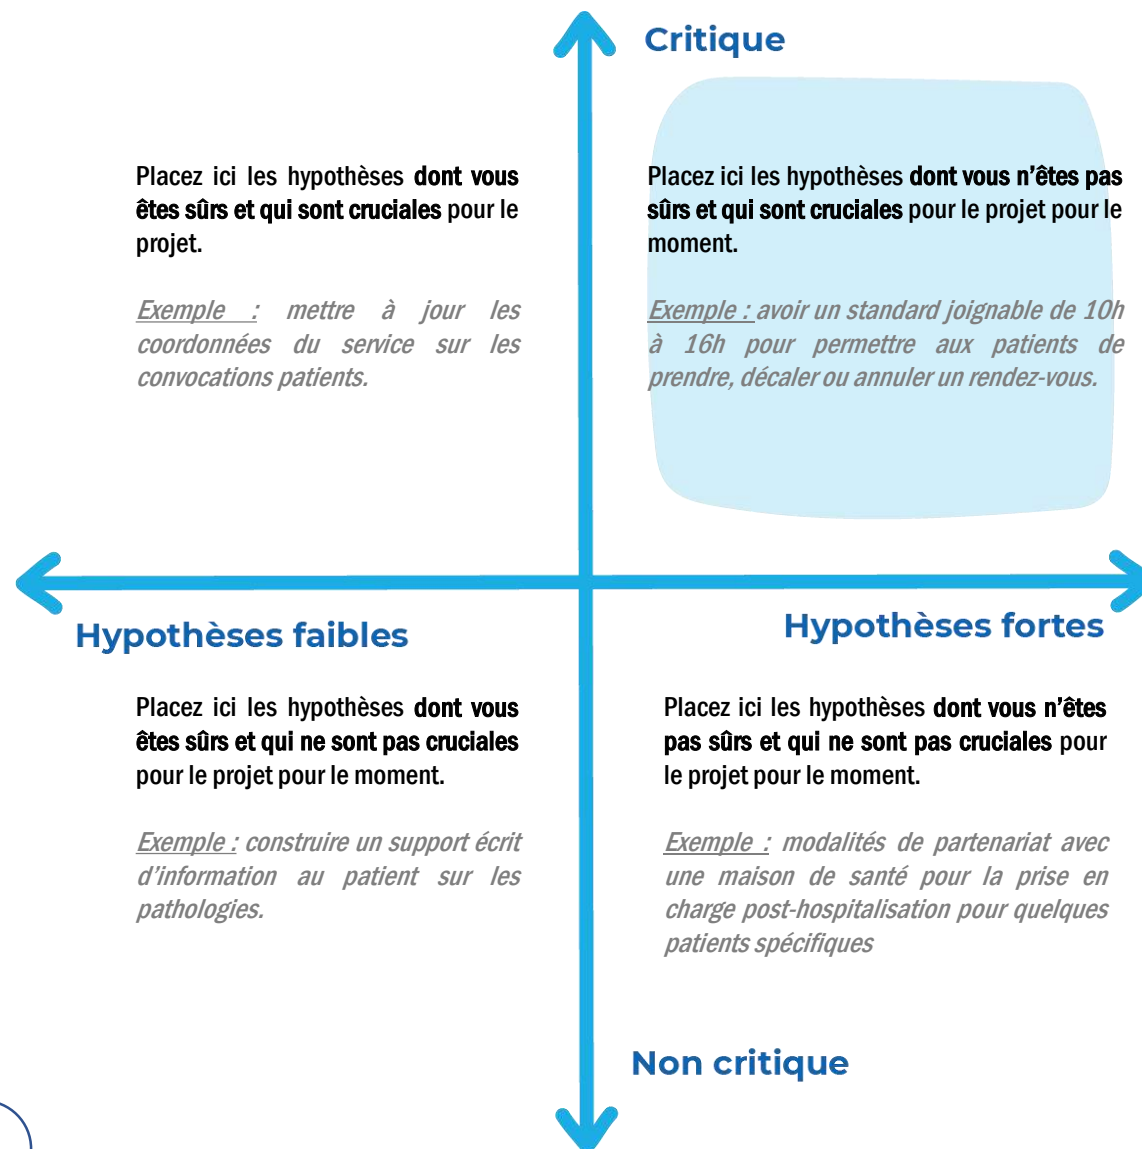 Critique
Placez ici les hypothèses dont vous
êtes sûrs et qui sont cruciales pour le
projet.
Exemple : mettre à jour les
coordonnées du service sur les
convocations patients.
Placez ici les hypothèses dont vous n’êtes pas
sûrs et qui sont cruciales pour le projet pour le
moment.
Exemple : avoir un standard joignable de 10h
à 16h pour permettre aux patients de
prendre, décaler ou annuler un rendez-vous.
Hypothèses faibles
Hypothèses fortes
Placez ici les hypothèses dont vous
êtes sûrs et qui ne sont pas cruciales
pour le projet pour le moment.
Exemple : construire un support écrit
d’information au patient sur les
pathologies.
Placez ici les hypothèses dont vous n’êtes
pas sûrs et qui ne sont pas cruciales pour
le projet pour le moment.
Exemple : modalités de partenariat avec
une maison de santé pour la prise en
charge post-hospitalisation pour quelques
patients spécifiques
Non critique